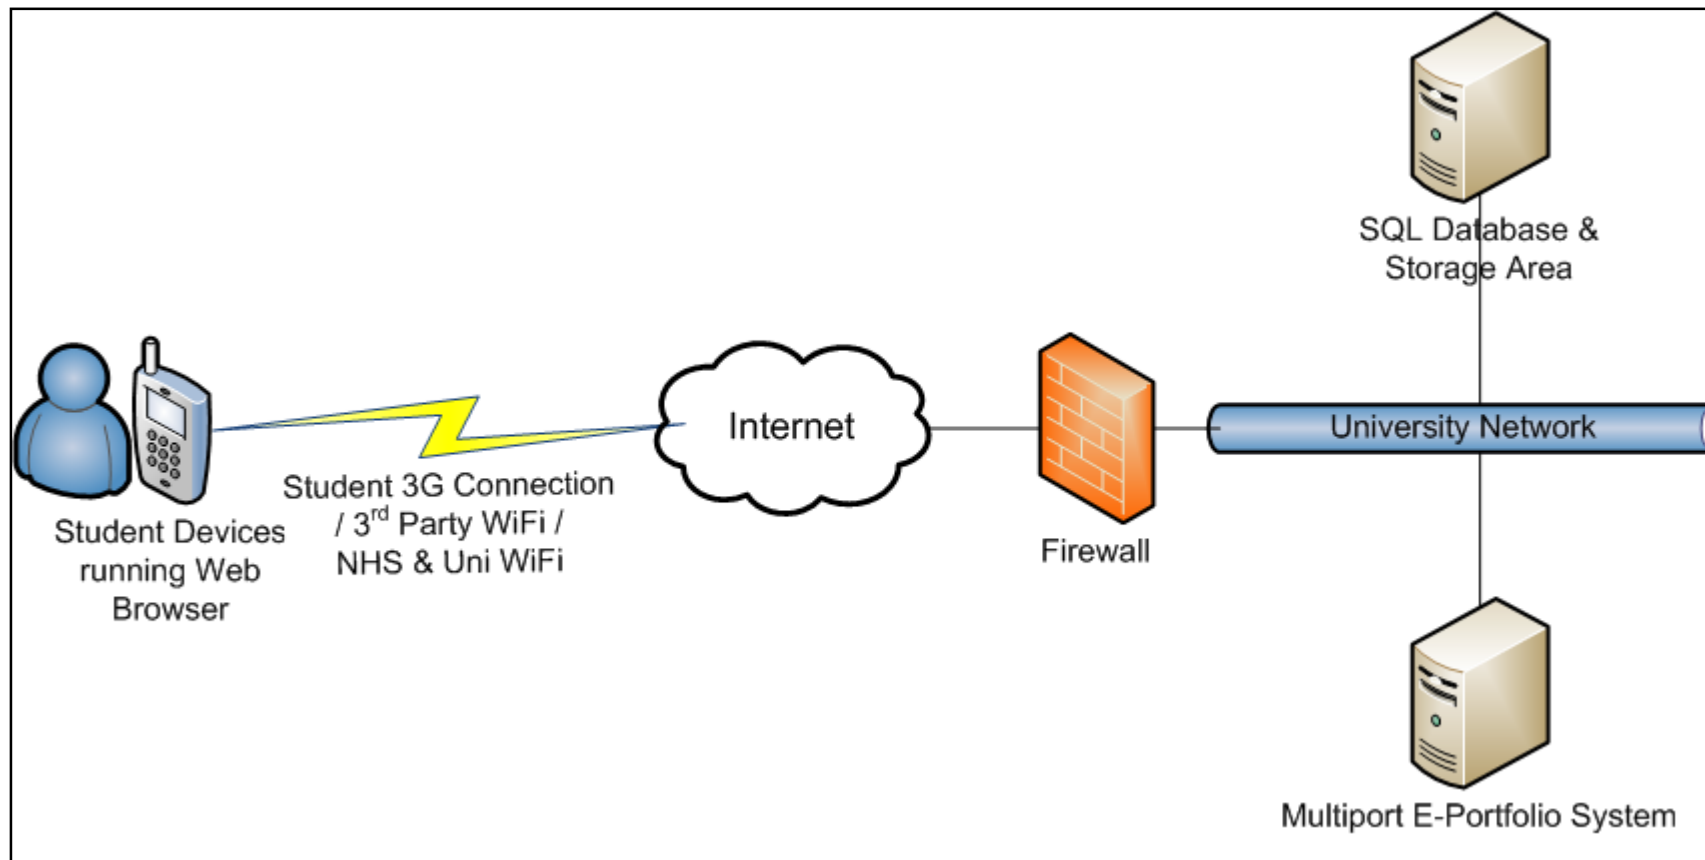 SQL Database &
Storage Area
Internet
University Network
Student 3G Connection
/ 3rd Party WiFi /
NHS & Uni WiFi
Student Devices
running Web
Browser
Firewall
Multiport E-Portfolio System